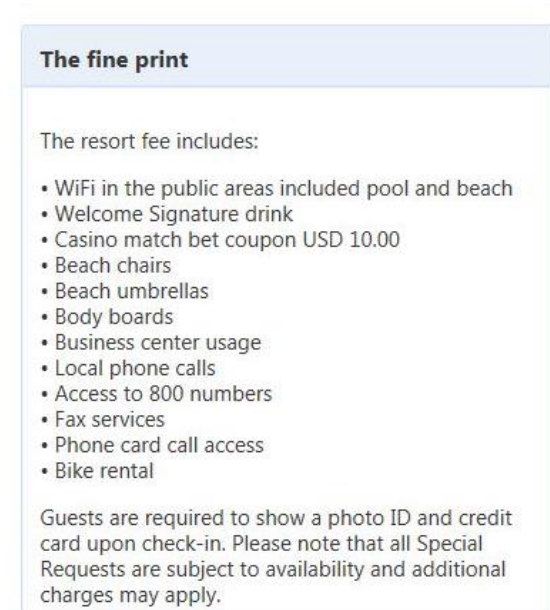 The fine print
The resort fee includes:
• WiFi in the public areas included pool and beach
• Welcome Signature drink
• Casino match bet coupon USD 10.00
• Beach chairs
• Beach umbrellas
• Body boards
• Business center usage
• Local phone calls
• Access to 800 numbers
• Fax services
• Phone card call access
• Bike rental
Guests are required to show a photo ID and credit
card upon check-in. Please note that all Special
Requests are subject to availability and additional
charges may apply.